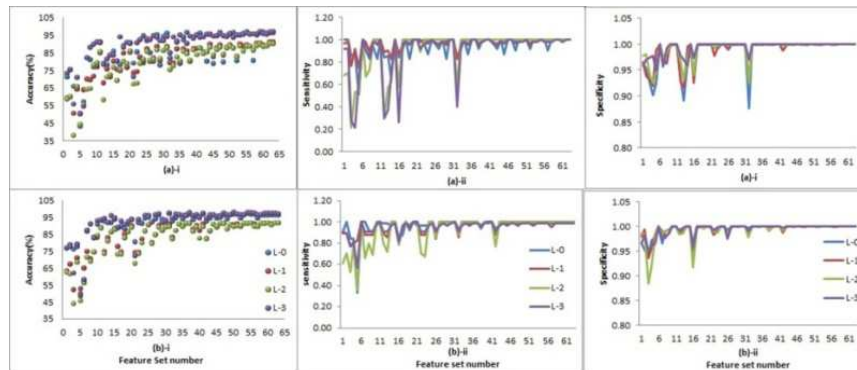 105
95
85
75
65
55
45
35
Accuracy(%)
0 5 10 15 20 25 30 35 40 45 50 55 60 65
(a)-i
1.20
1.00
0.80
0.60
0.40
0.20
0.00
Sensitivity
1 6 11 16 21 26 31 36 41 46 51 56 61
(a)-ii
1.05
1.00
0.95
0.90
0.85
0.80
Specificity
1 6 11 16 21 26 31 36 41 46 51 56 61
(a)-i
105
95
85
75
65
55
45
35
Accuracy(%)
L-0
L-1
L-2
L-3
0 5 10 15 20 25 30 35 40 45 50 55 60 65
(b)-i
Feature Set number
1.20
1.00
0.80
0.60
0.40
0.20
0.00
sensitivity
L-0
L-1
L-2
L-3
1 6 11 16 21 26 31 36 41 46 51 56 61
(b)-ii
Feature set number
1.05
1.00
0.95
0.90
0.85
0.80
Specificity
L-0
L-1
L-2
L-3
1 6 11 16 21 26 31 36 41 46 51 56 61
(b)-ii
Feature set number